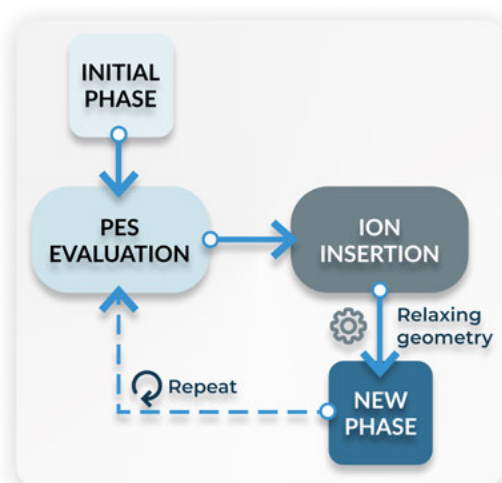 INITIAL
PHASE
PES
EVALUATION
ION
INSERTION
Relaxing
geometry
Repeat
NEW
PHASE